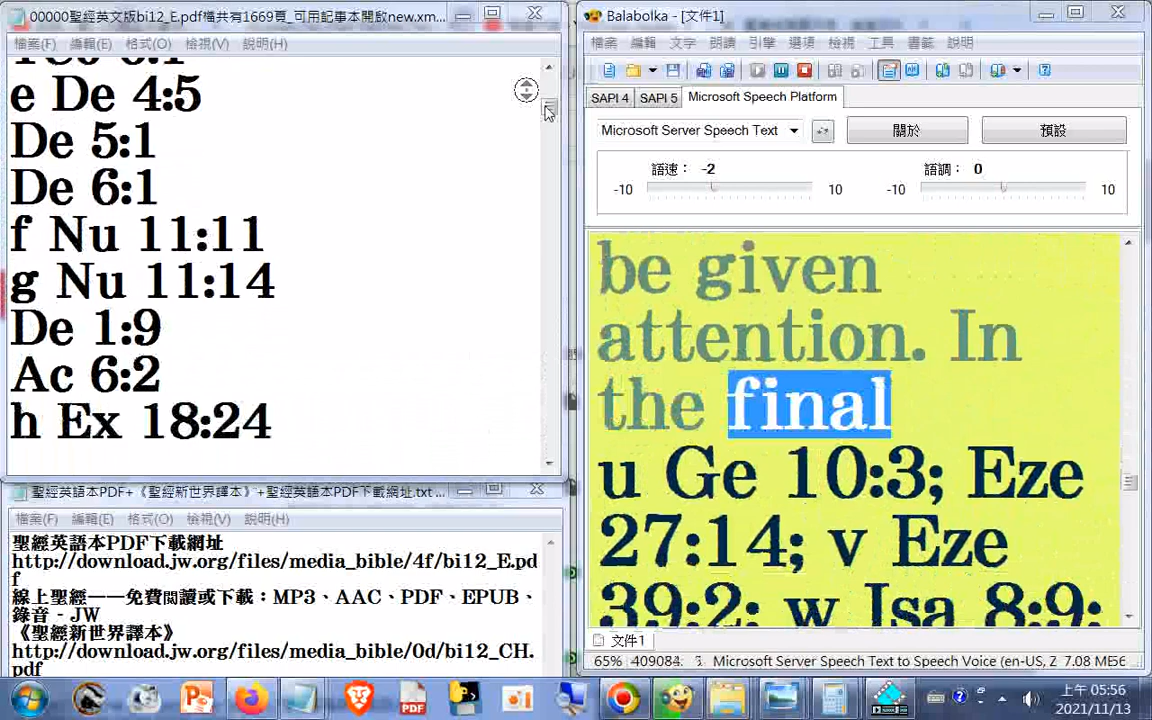 00000聖經英文版bi12_E.pdf檔共有1669頁_可用記事本開啟new.xm...
檔案(F) 編輯(E) 格式(O) 檢視(V) 說明(H)
e De 4:5
De 5:1
De 6:1
f Nu 11:11
g Nu 11:14
De 1:9
Ac 6:2
h Ex 18:24
聖經英語本PDF+《聖經新世界譯本》+聖經英語本PDF下載網址.txt ...
檔案(F) 編輯(E) 格式(O) 檢視(V) 說明(H)
聖經英語本PDF下載網址
http://download.jw.org/files/media_bible/4f/bi12_E.pd
f
線上聖經——免費閱讀或下載：MP3、AAC、PDF、EPUB、
錄音 - JW
《聖經新世界譯本》
http://download.jw.org/files/media_bible/0d/bi12_CH.
pdf
Balabolka - [文件1]
檔案 編輯 文字 朗讀 引擎 選項 檢視 工具 書籤 說明
SAPI 4 SAPI 5 Microsoft Speech Platform
Microsoft Server Speech Text 關於 預設
語速： -2 語調： 0
-10 10 -10 10
be given
attention. In
the final
u Ge 10:3; Eze
27:14; v Eze
39:2; w Isa 8:9;
文件1
65% 409084: Microsoft Server Speech Text to Speech Voice (en-US, Z 7.08 ME56
上午 05:56
2021/11/13